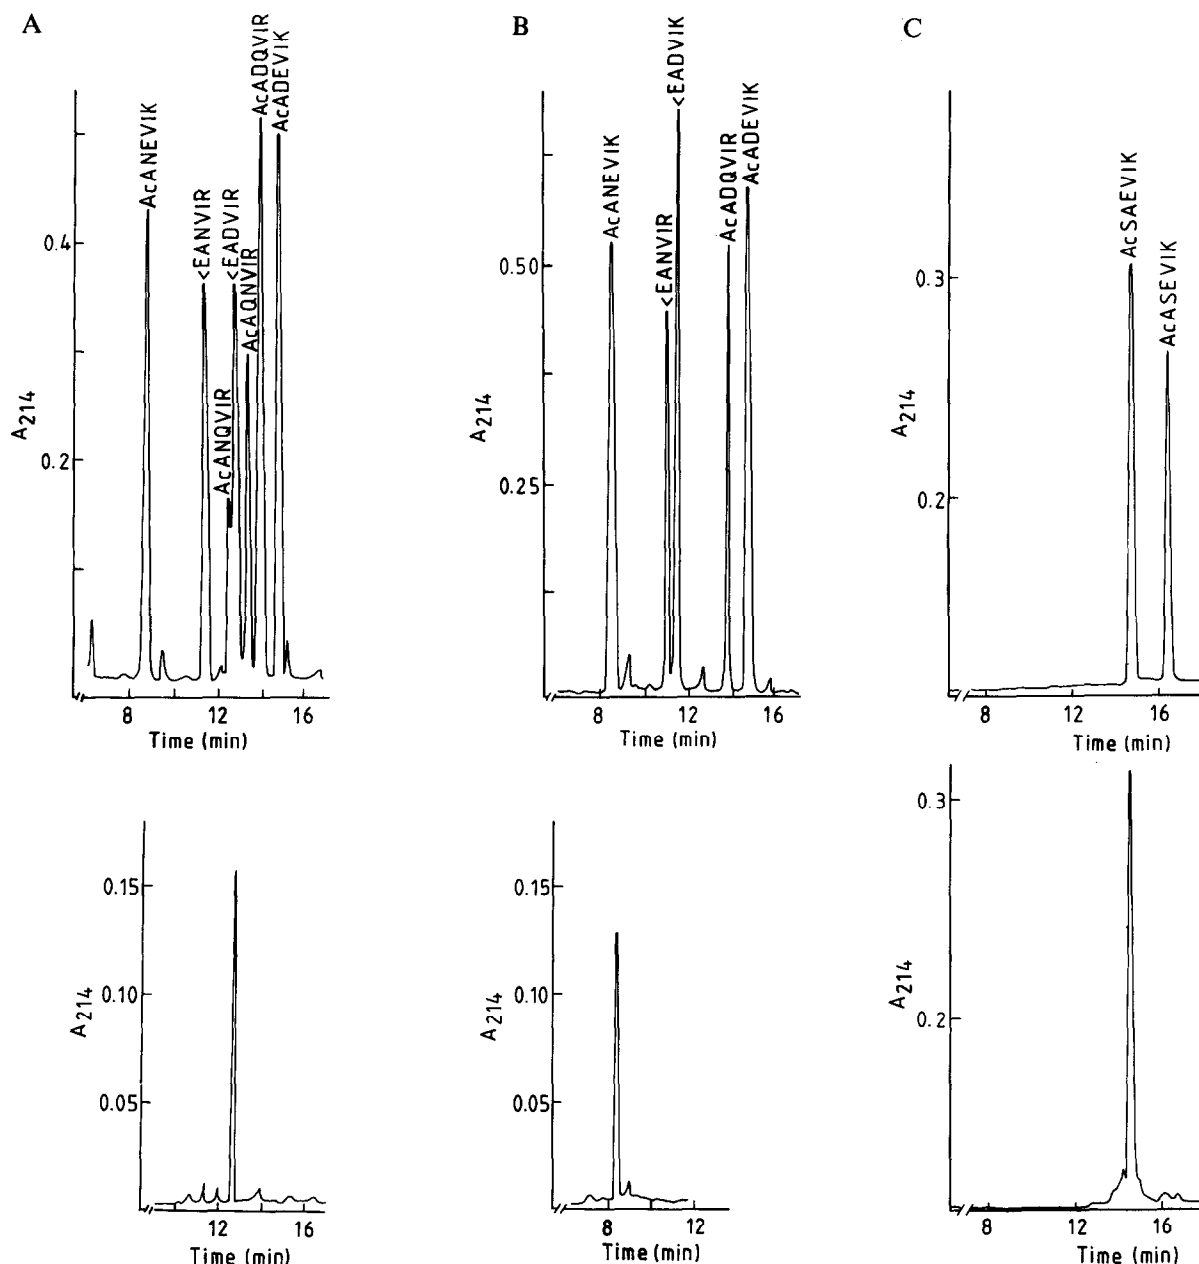 A
B
C
AcANEVIK
<EANVIR
AcANQVIR
<EADVIR
AcAQNVIR
AcADQVIR
AcADEVIK
0.4
0.2
A214
8 12 16
Time (min)
AcANEVIK
<EANVIR
<EADVIK
AcADQVIR
AcADEVIK
0.50
0.25
A214
8 12 16
Time (min)
AcSAEVIK
AcASEVIK
0.3
0.2
A214
8 12 16
Time (min)
0.15
0.10
0.05
A214
12 16
Time (min)
0.15
0.10
0.05
A214
8 12
Time (min)
0.3
0.2
A214
8 12 16
Time (min)